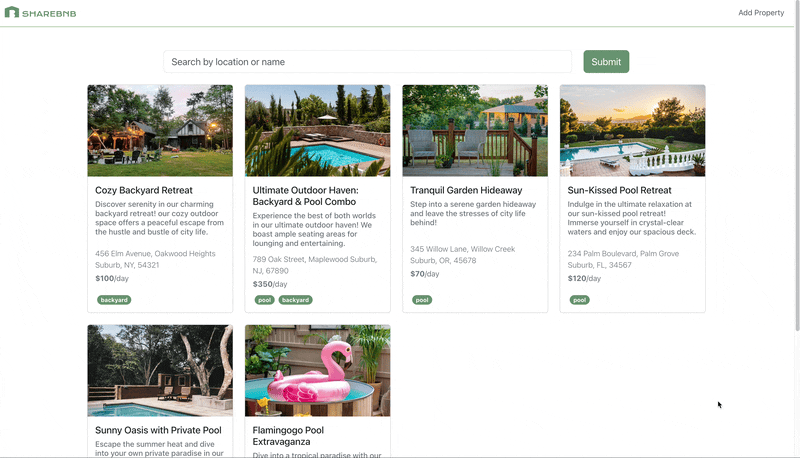 SHAREBNB
Add Property
Search by location or name
Submit
Cozy Backyard Retreat
Discover serenity in our charming
backyard retreat! our cozy outdoor
space offers a peaceful escape from
the hustle and bustle of city life.
456 Elm Avenue, Oakwood Heights
Suburb, NY, 54321
$100/day
backyard
Ultimate Outdoor Haven:
Backyard & Pool Combo
Experience the best of both worlds
in our ultimate outdoor haven! We
boast ample seating areas for
lounging and entertaining.
789 Oak Street, Maplewood Suburb,
NJ, 67890
$350/day
pool backyard
Tranquil Garden Hideaway
Step into a serene garden hideaway
and leave the stresses of city life
behind!
345 Willow Lane, Willow Creek
Suburb, OR, 45678
$70/day
pool
Sun-Kissed Pool Retreat
Indulge in the ultimate relaxation at
our sun-kissed pool retreat!
Immerse yourself in crystal-clear
waters and enjoy our spacious deck.
234 Palm Boulevard, Palm Grove
Suburb, FL, 34567
$120/day
pool
Sunny Oasis with Private Pool
Escape the summer heat and dive
into your own private paradise in our
Flamingogo Pool
Extravaganza
Dive into a tropical paradise with our